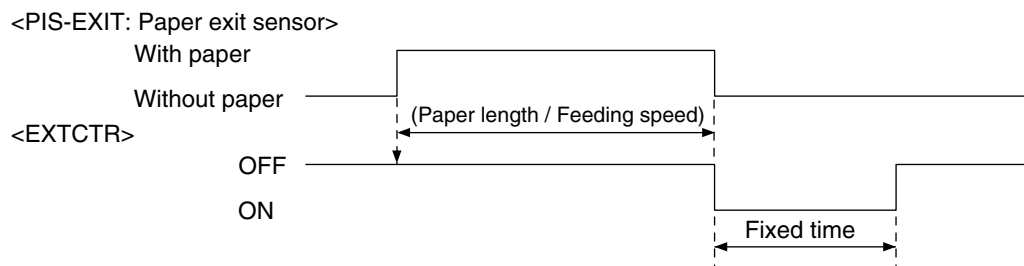 <PIS-EXIT: Paper exit sensor>
With paper
Without paper
(Paper length / Feeding speed)
<EXTCTR>
OFF
ON
Fixed time